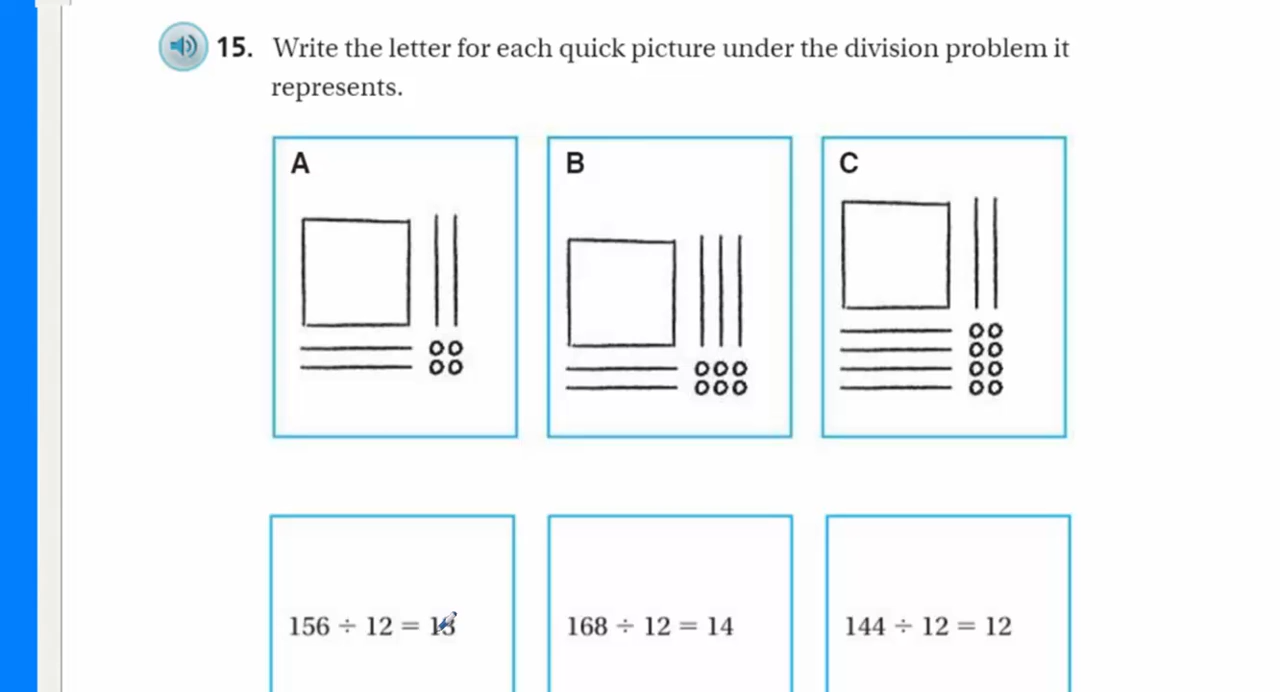 15. Write the letter for each quick picture under the division problem it
represents.
A
B
C
156 ÷ 12 = 13
168 ÷ 12 = 14
144 ÷ 12 = 12